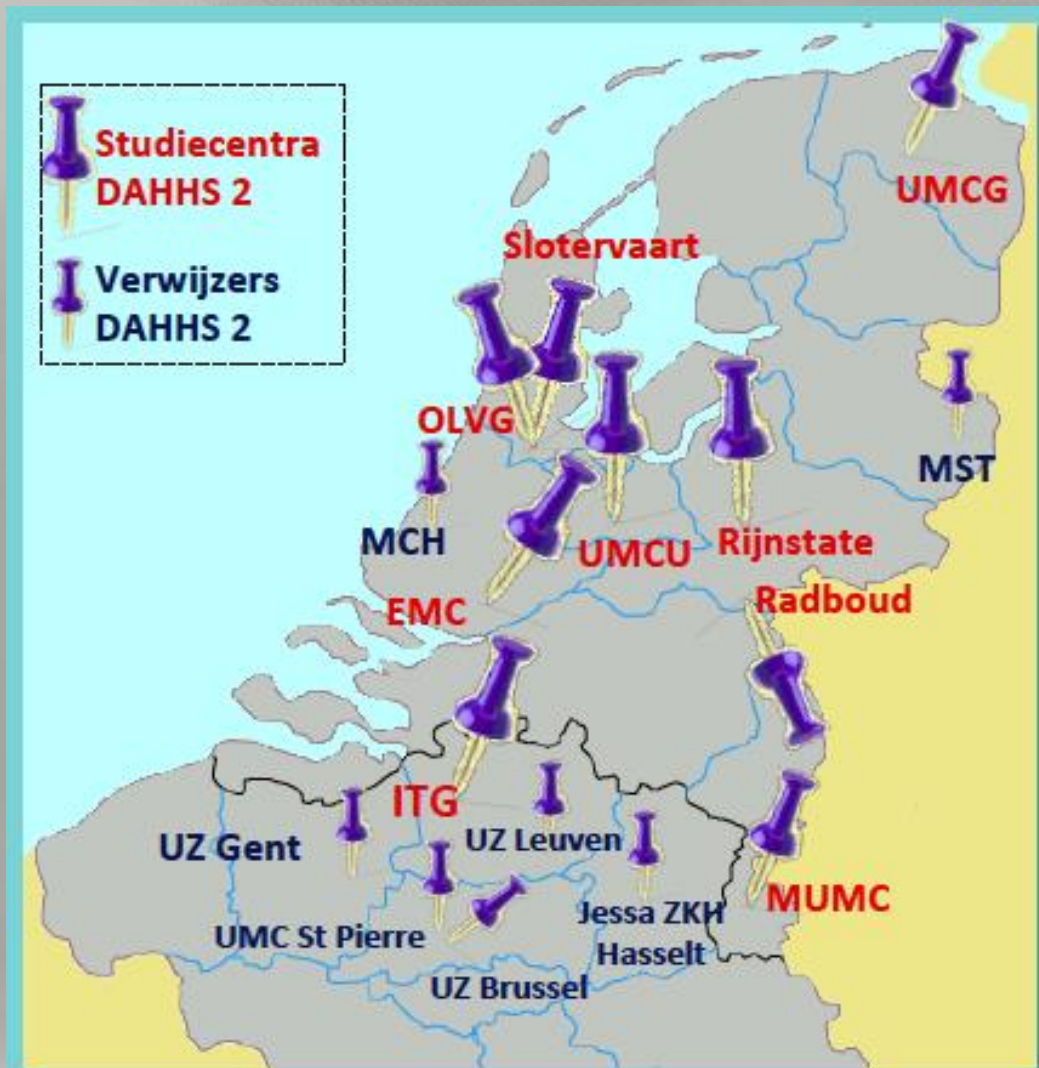 Studiecentra
DAHHS 2
Verwijzers
DAHHS 2
UMCG
Slotervaart
OLVG
MST
MCH
UMCU
Rijnstate
EMC
Radboud
ITG
UZ Gent
UZ Leuven
MUMC
Jessa ZKH
Hasselt
UMC St Pierre
UZ Brussel